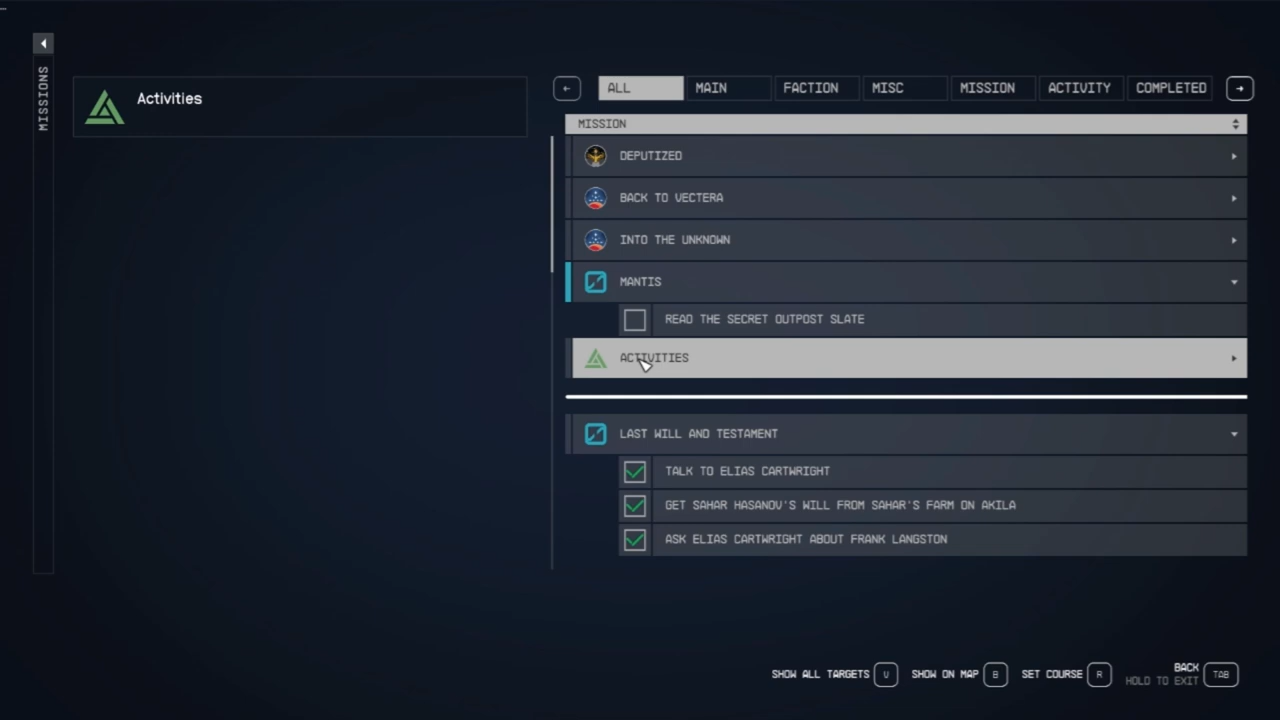 MISSIONS
Activities
ALL MAIN FACTION MISC MISSION ACTIVITY COMPLETED
MISSION
DEPUTIZED
BACK TO VECTERA
INTO THE UNKNOWN
MANTIS
READ THE SECRET OUTPOST SLATE
ACTIVITIES
LAST WILL AND TESTAMENT
TALK TO ELIAS CARTWRIGHT
GET SAHAR HASANOV'S WILL FROM SAHAR'S FARM ON AKILA
ASK ELIAS CARTWRIGHT ABOUT FRANK LANGSTON
SHOW ALL TARGETS U SHOW ON MAP B SET COURSE R BACK TAB
HOLD TO EXIT